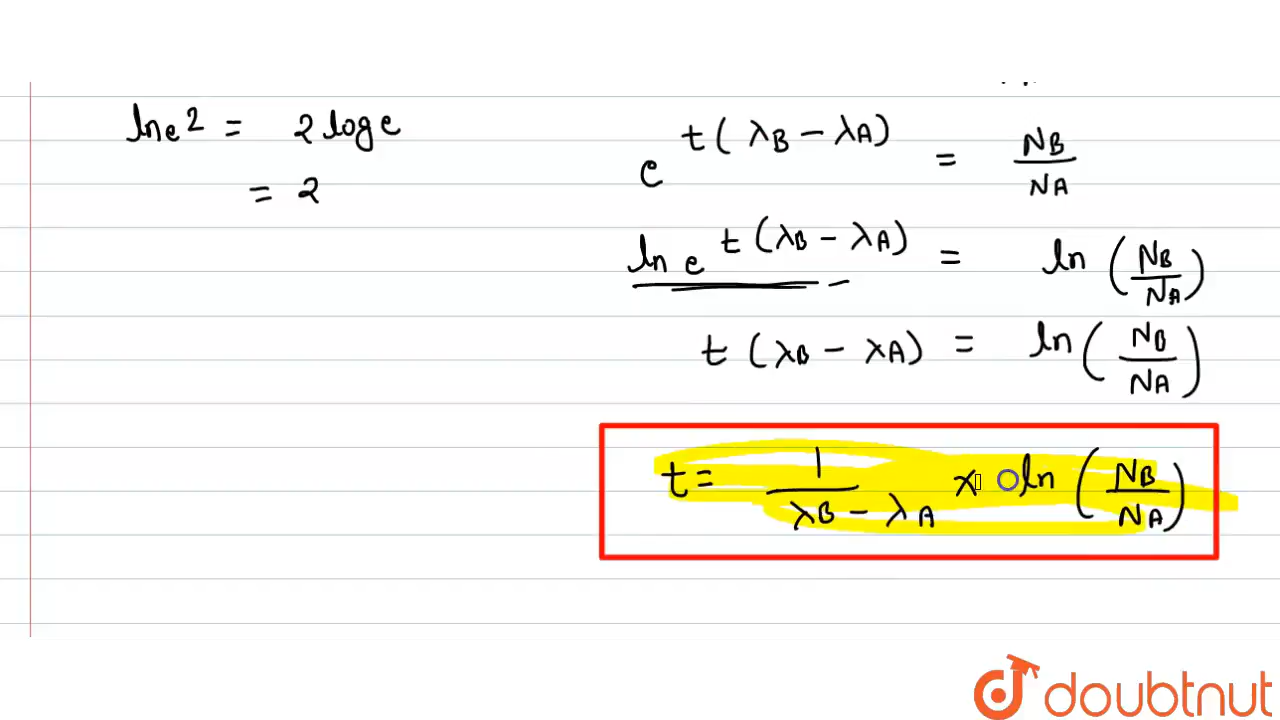 ln e^2 = 2 log e
= 2
e^{t(λB − λA)} = NB/NA
ln e^{t(λB − λA)} = ln (NB/NA)
t (λB − λA) = ln (NB/NA)
t = 1/(λB − λA) × ln (NB/NA)
doubtnut